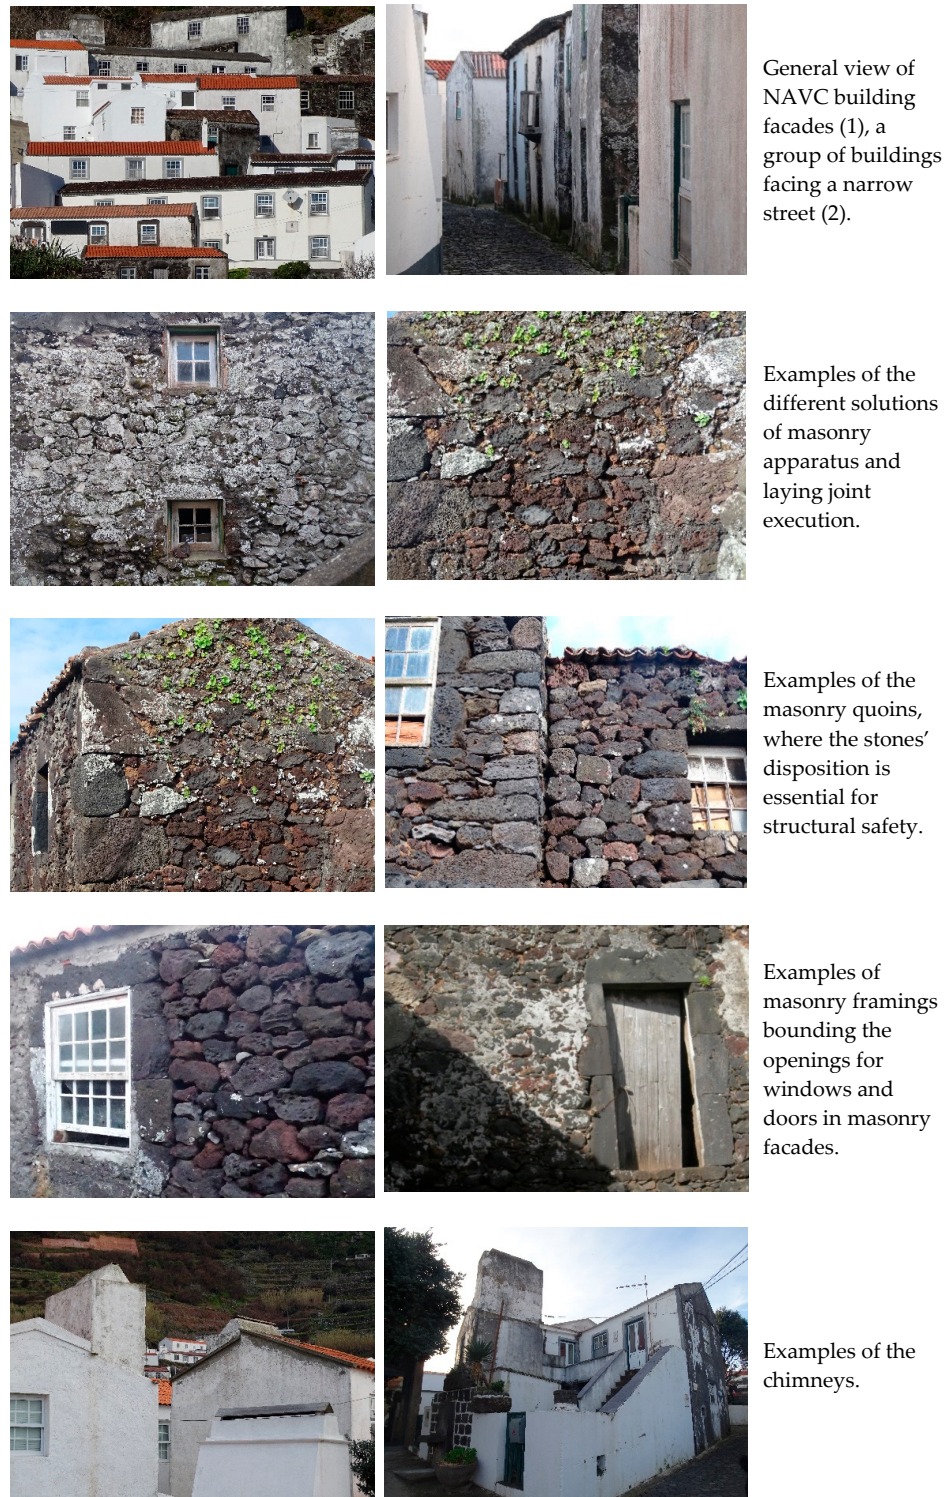 General view of
NAVC building
facades (1), a
group of buildings
facing a narrow
street (2).
Examples of the
different solutions
of masonry
apparatus and
laying joint
execution.
Examples of the
masonry quoins,
where the stones’
disposition is
essential for
structural safety.
Examples of
masonry framings
bounding the
openings for
windows and
doors in masonry
facades.
Examples of the
chimneys.